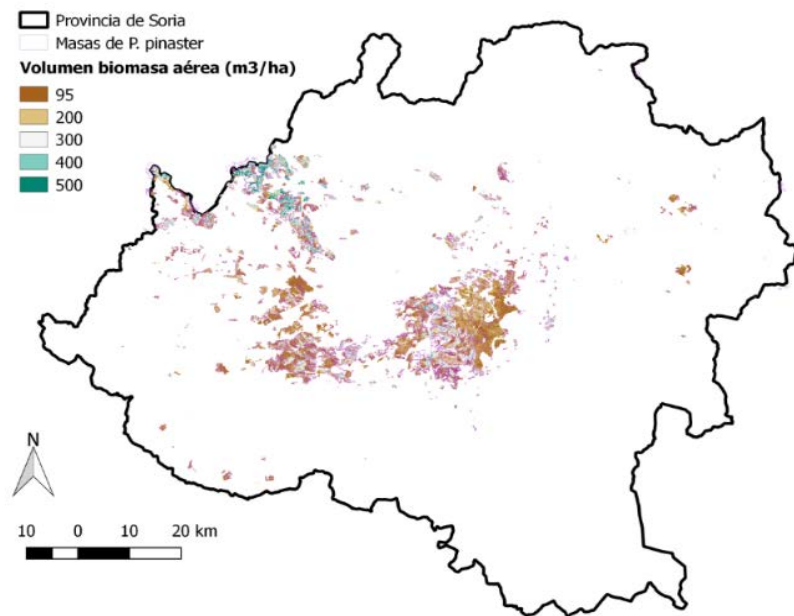 Provincia de Soria
Masas de P. pinaster
Volumen biomasa aérea (m3/ha)
95
200
300
400
500
N
10 0 10 20 km